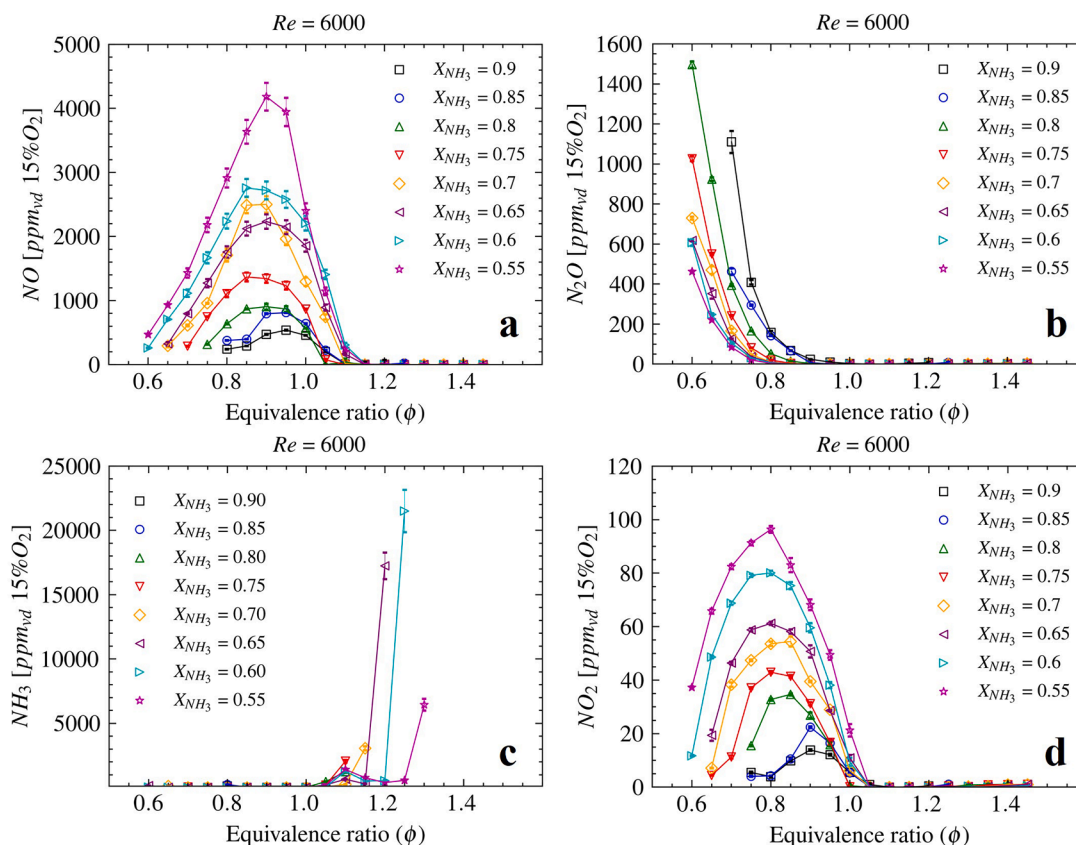 Re = 6000
NO [ppm_vd 15%O₂]
5000
4000
3000
2000
1000
0
X_NH₃ = 0.9
X_NH₃ = 0.85
X_NH₃ = 0.8
X_NH₃ = 0.75
X_NH₃ = 0.7
X_NH₃ = 0.65
X_NH₃ = 0.6
X_NH₃ = 0.55
a
0.6 0.8 1.0 1.2 1.4
Equivalence ratio (ϕ)
Re = 6000
N₂O [ppm_vd 15%O₂]
1600
1400
1200
1000
800
600
400
200
0
X_NH₃ = 0.9
X_NH₃ = 0.85
X_NH₃ = 0.8
X_NH₃ = 0.75
X_NH₃ = 0.7
X_NH₃ = 0.65
X_NH₃ = 0.6
X_NH₃ = 0.55
b
0.6 0.8 1.0 1.2 1.4
Equivalence ratio (ϕ)
Re = 6000
NH₃ [ppm_vd 15%O₂]
25000
20000
15000
10000
5000
X_NH₃ = 0.90
X_NH₃ = 0.85
X_NH₃ = 0.80
X_NH₃ = 0.75
X_NH₃ = 0.70
X_NH₃ = 0.65
X_NH₃ = 0.60
X_NH₃ = 0.55
c
0.6 0.8 1.0 1.2 1.4
Equivalence ratio (ϕ)
Re = 6000
NO₂ [ppm_vd 15%O₂]
120
100
80
60
40
20
0
X_NH₃ = 0.9
X_NH₃ = 0.85
X_NH₃ = 0.8
X_NH₃ = 0.75
X_NH₃ = 0.7
X_NH₃ = 0.65
X_NH₃ = 0.6
X_NH₃ = 0.55
d
0.6 0.8 1.0 1.2 1.4
Equivalence ratio (ϕ)